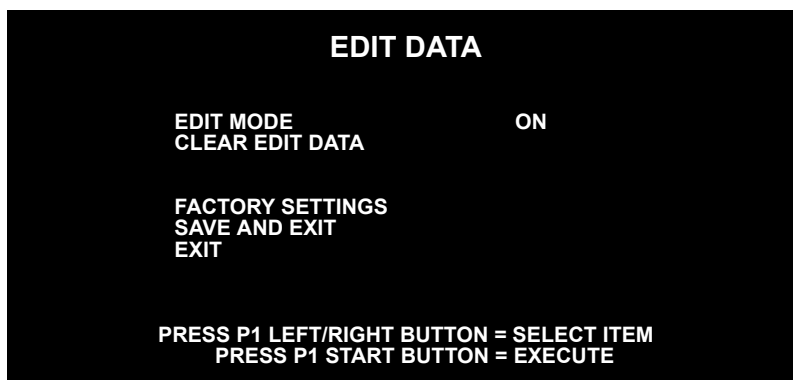 EDIT DATA
EDIT MODE ON
CLEAR EDIT DATA
FACTORY SETTINGS
SAVE AND EXIT
EXIT
PRESS P1 LEFT/RIGHT BUTTON = SELECT ITEM
PRESS P1 START BUTTON = EXECUTE